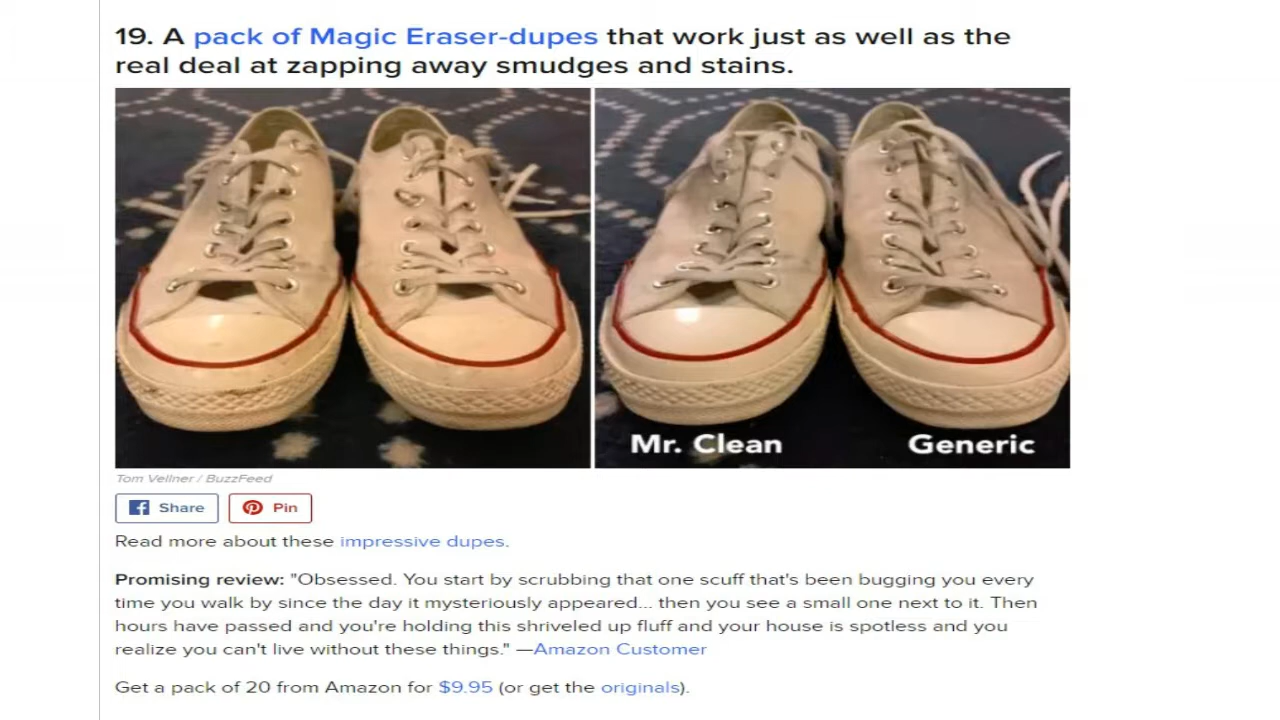 19. A pack of Magic Eraser-dupes that work just as well as the
real deal at zapping away smudges and stains.
Mr. Clean
Generic
Tom Vellner / BuzzFeed
Share
Pin
Read more about these impressive dupes.
Promising review: "Obsessed. You start by scrubbing that one scuff that's been bugging you every
time you walk by since the day it mysteriously appeared... then you see a small one next to it. Then
hours have passed and you're holding this shriveled up fluff and your house is spotless and you
realize you can't live without these things." —Amazon Customer
Get a pack of 20 from Amazon for $9.95 (or get the originals).